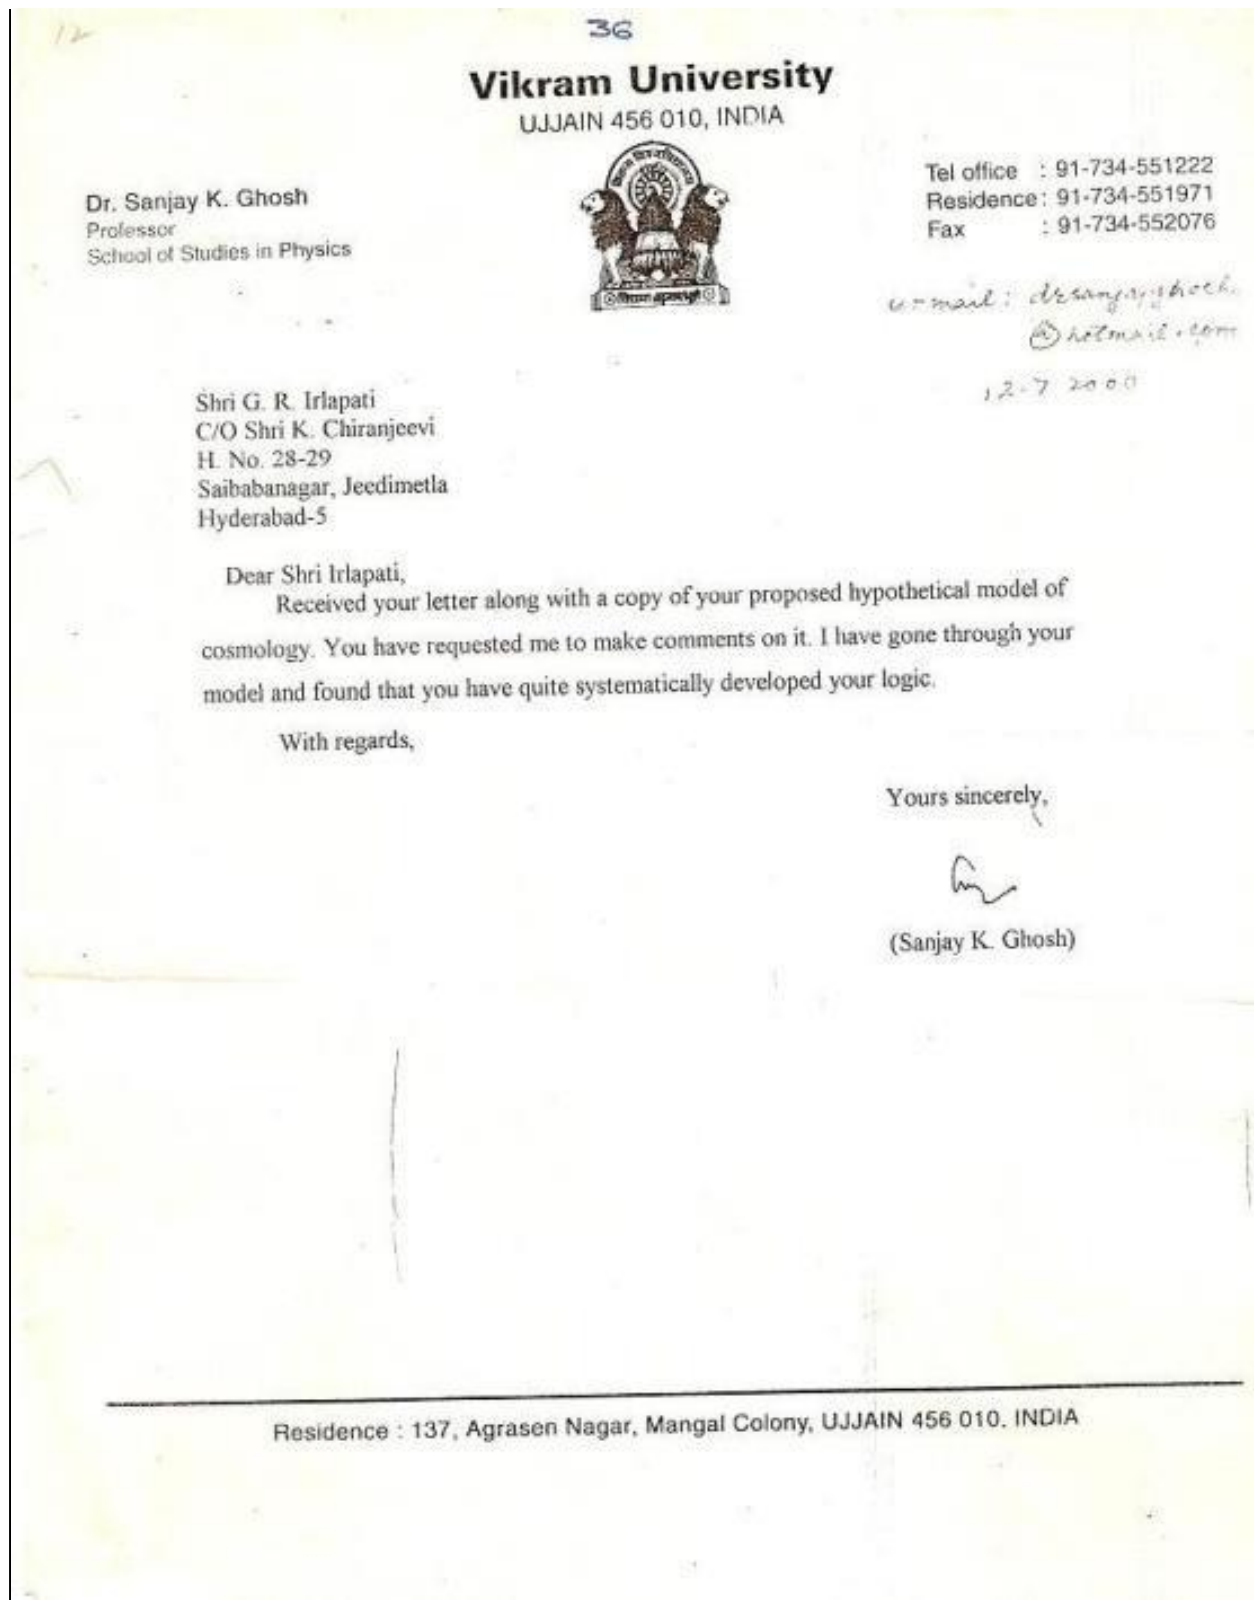 12
36
Vikram University
UJJAIN 456 010, INDIA
Dr. Sanjay K. Ghosh
Professor
School of Studies in Physics
Tel office : 91-734-551222
Residence : 91-734-551971
Fax : 91-734-552076
e-mail:
@hotmail.com
12-7 2000
Shri G. R. Irlapati
C/O Shri K. Chiranjeevi
H. No. 28-29
Saibabanagar, Jeedimetla
Hyderabad-5
Dear Shri Irlapati,
Received your letter along with a copy of your proposed hypothetical model of
cosmology. You have requested me to make comments on it. I have gone through your
model and found that you have quite systematically developed your logic.
With regards,
Yours sincerely,
(Sanjay K. Ghosh)
Residence : 137, Agrasen Nagar, Mangal Colony, UJJAIN 456 010. INDIA